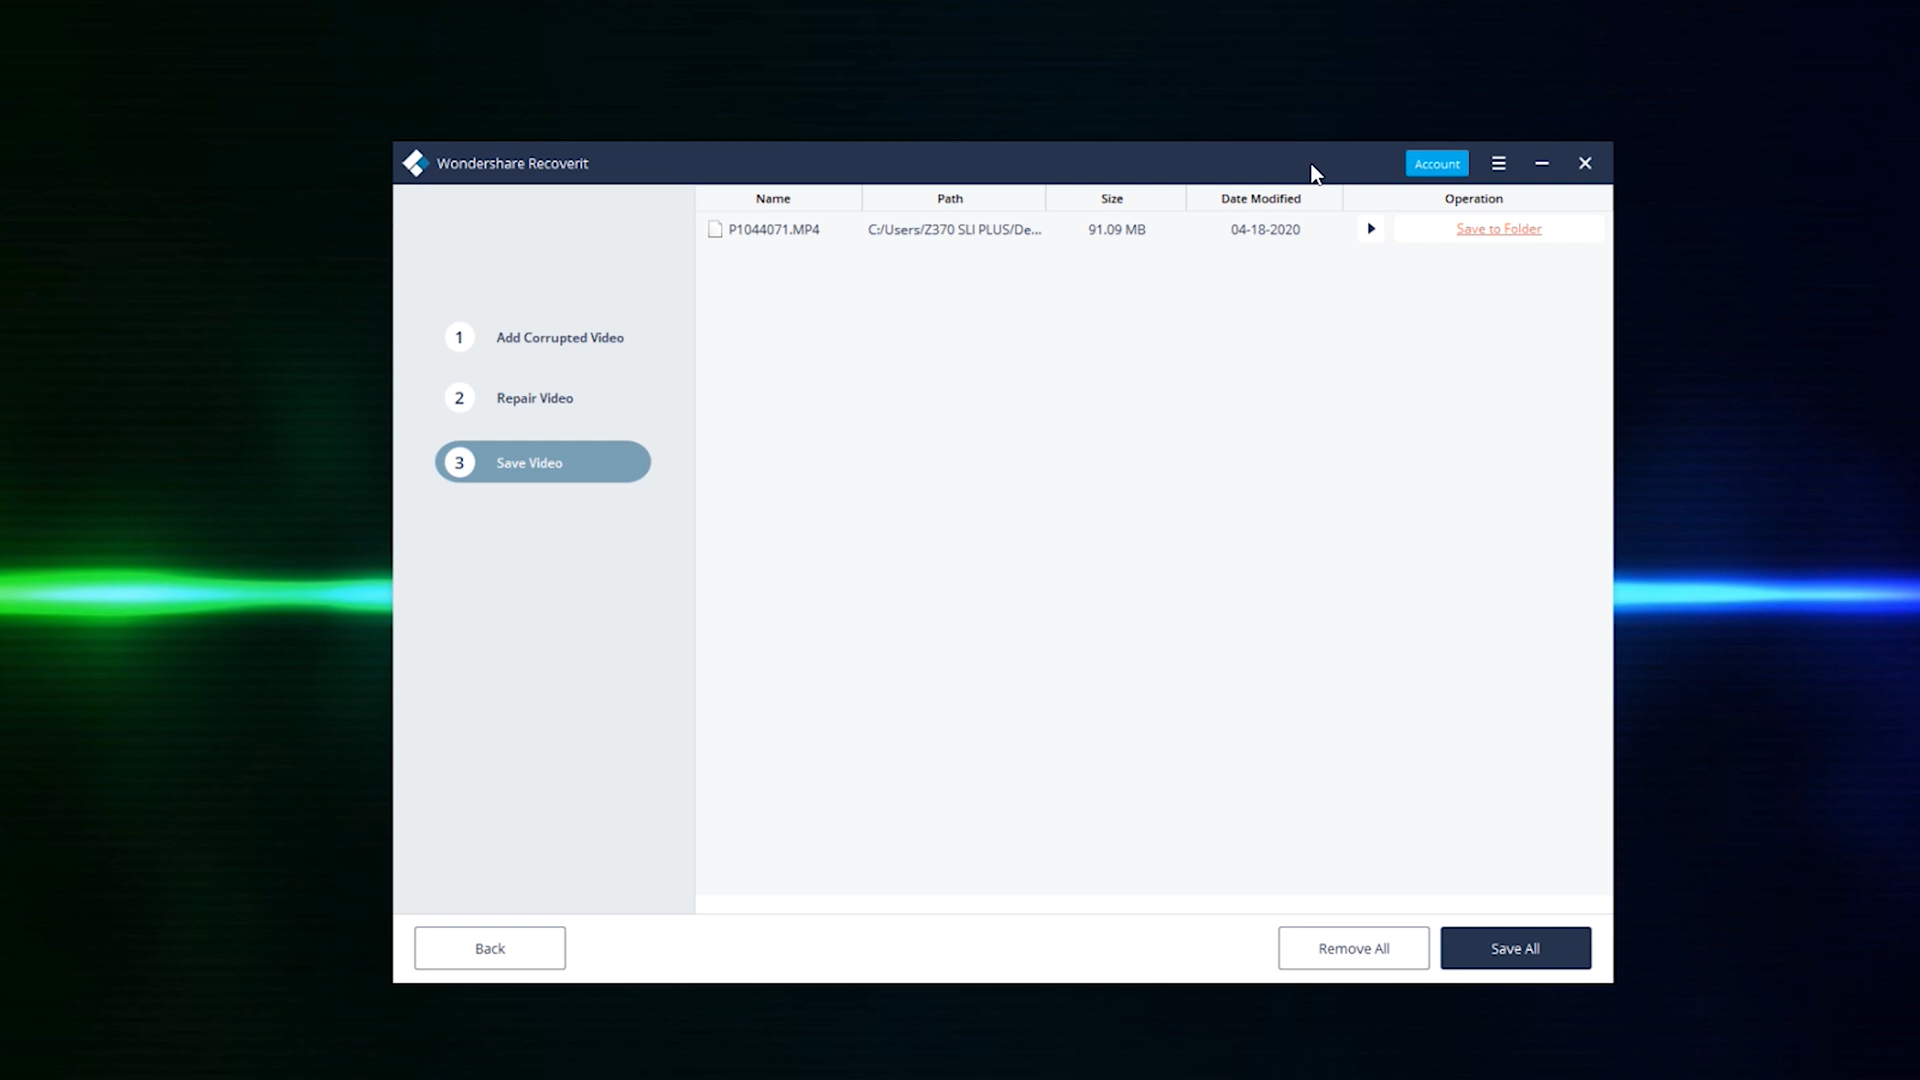 Wondershare Recoverit
Account
Name Path Size Date Modified Operation
P1044071.MP4 C:/Users/Z370 SLI PLUS/De... 91.09 MB 04-18-2020 Save to Folder
1 Add Corrupted Video
2 Repair Video
3 Save Video
Back Remove All Save All